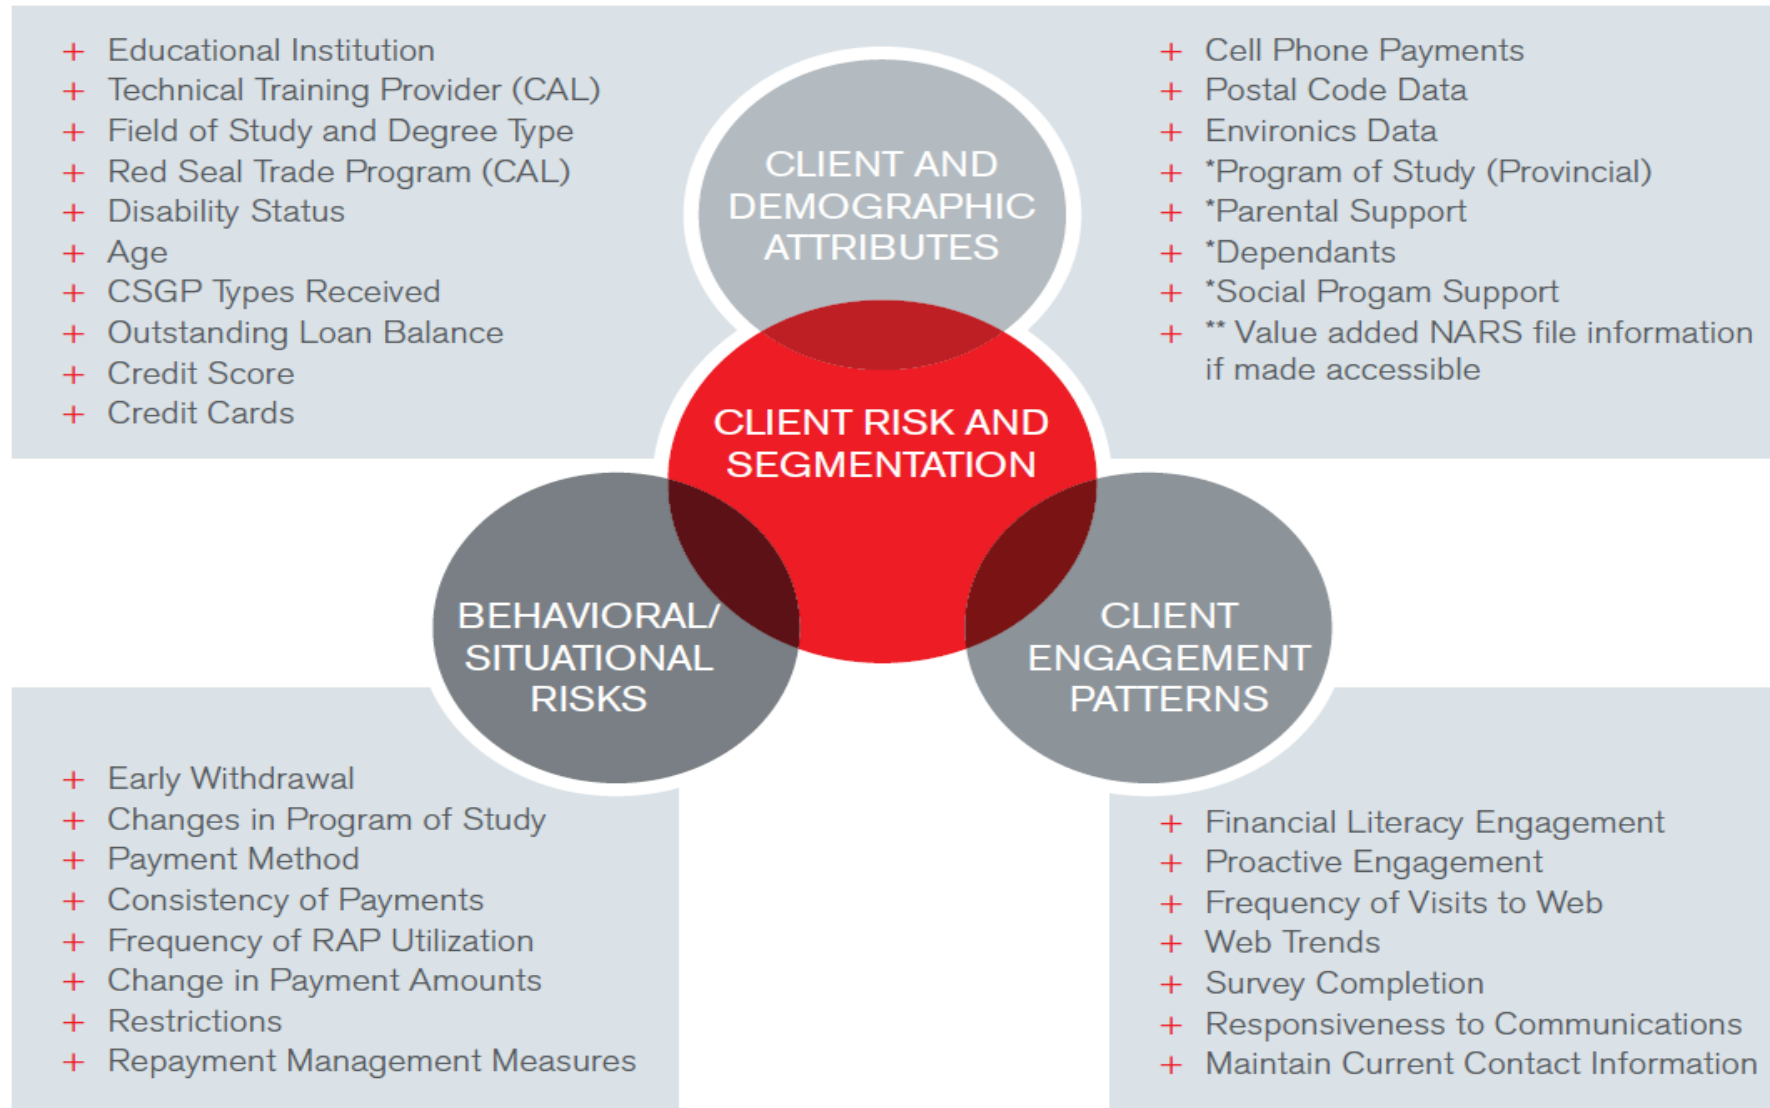 + Educational Institution
+ Technical Training Provider (CAL)
+ Field of Study and Degree Type
+ Red Seal Trade Program (CAL)
+ Disability Status
+ Age
+ CSGP Types Received
+ Outstanding Loan Balance
+ Credit Score
+ Credit Cards
CLIENT AND
DEMOGRAPHIC
ATTRIBUTES
+ Cell Phone Payments
+ Postal Code Data
+ Environics Data
+ *Program of Study (Provincial)
+ *Parental Support
+ *Dependants
+ *Social Progam Support
+ ** Value added NARS file information
if made accessible
CLIENT RISK AND
SEGMENTATION
BEHAVIORAL/
SITUATIONAL
RISKS
CLIENT
ENGAGEMENT
PATTERNS
+ Early Withdrawal
+ Changes in Program of Study
+ Payment Method
+ Consistency of Payments
+ Frequency of RAP Utilization
+ Change in Payment Amounts
+ Restrictions
+ Repayment Management Measures
+ Financial Literacy Engagement
+ Proactive Engagement
+ Frequency of Visits to Web
+ Web Trends
+ Survey Completion
+ Responsiveness to Communications
+ Maintain Current Contact Information